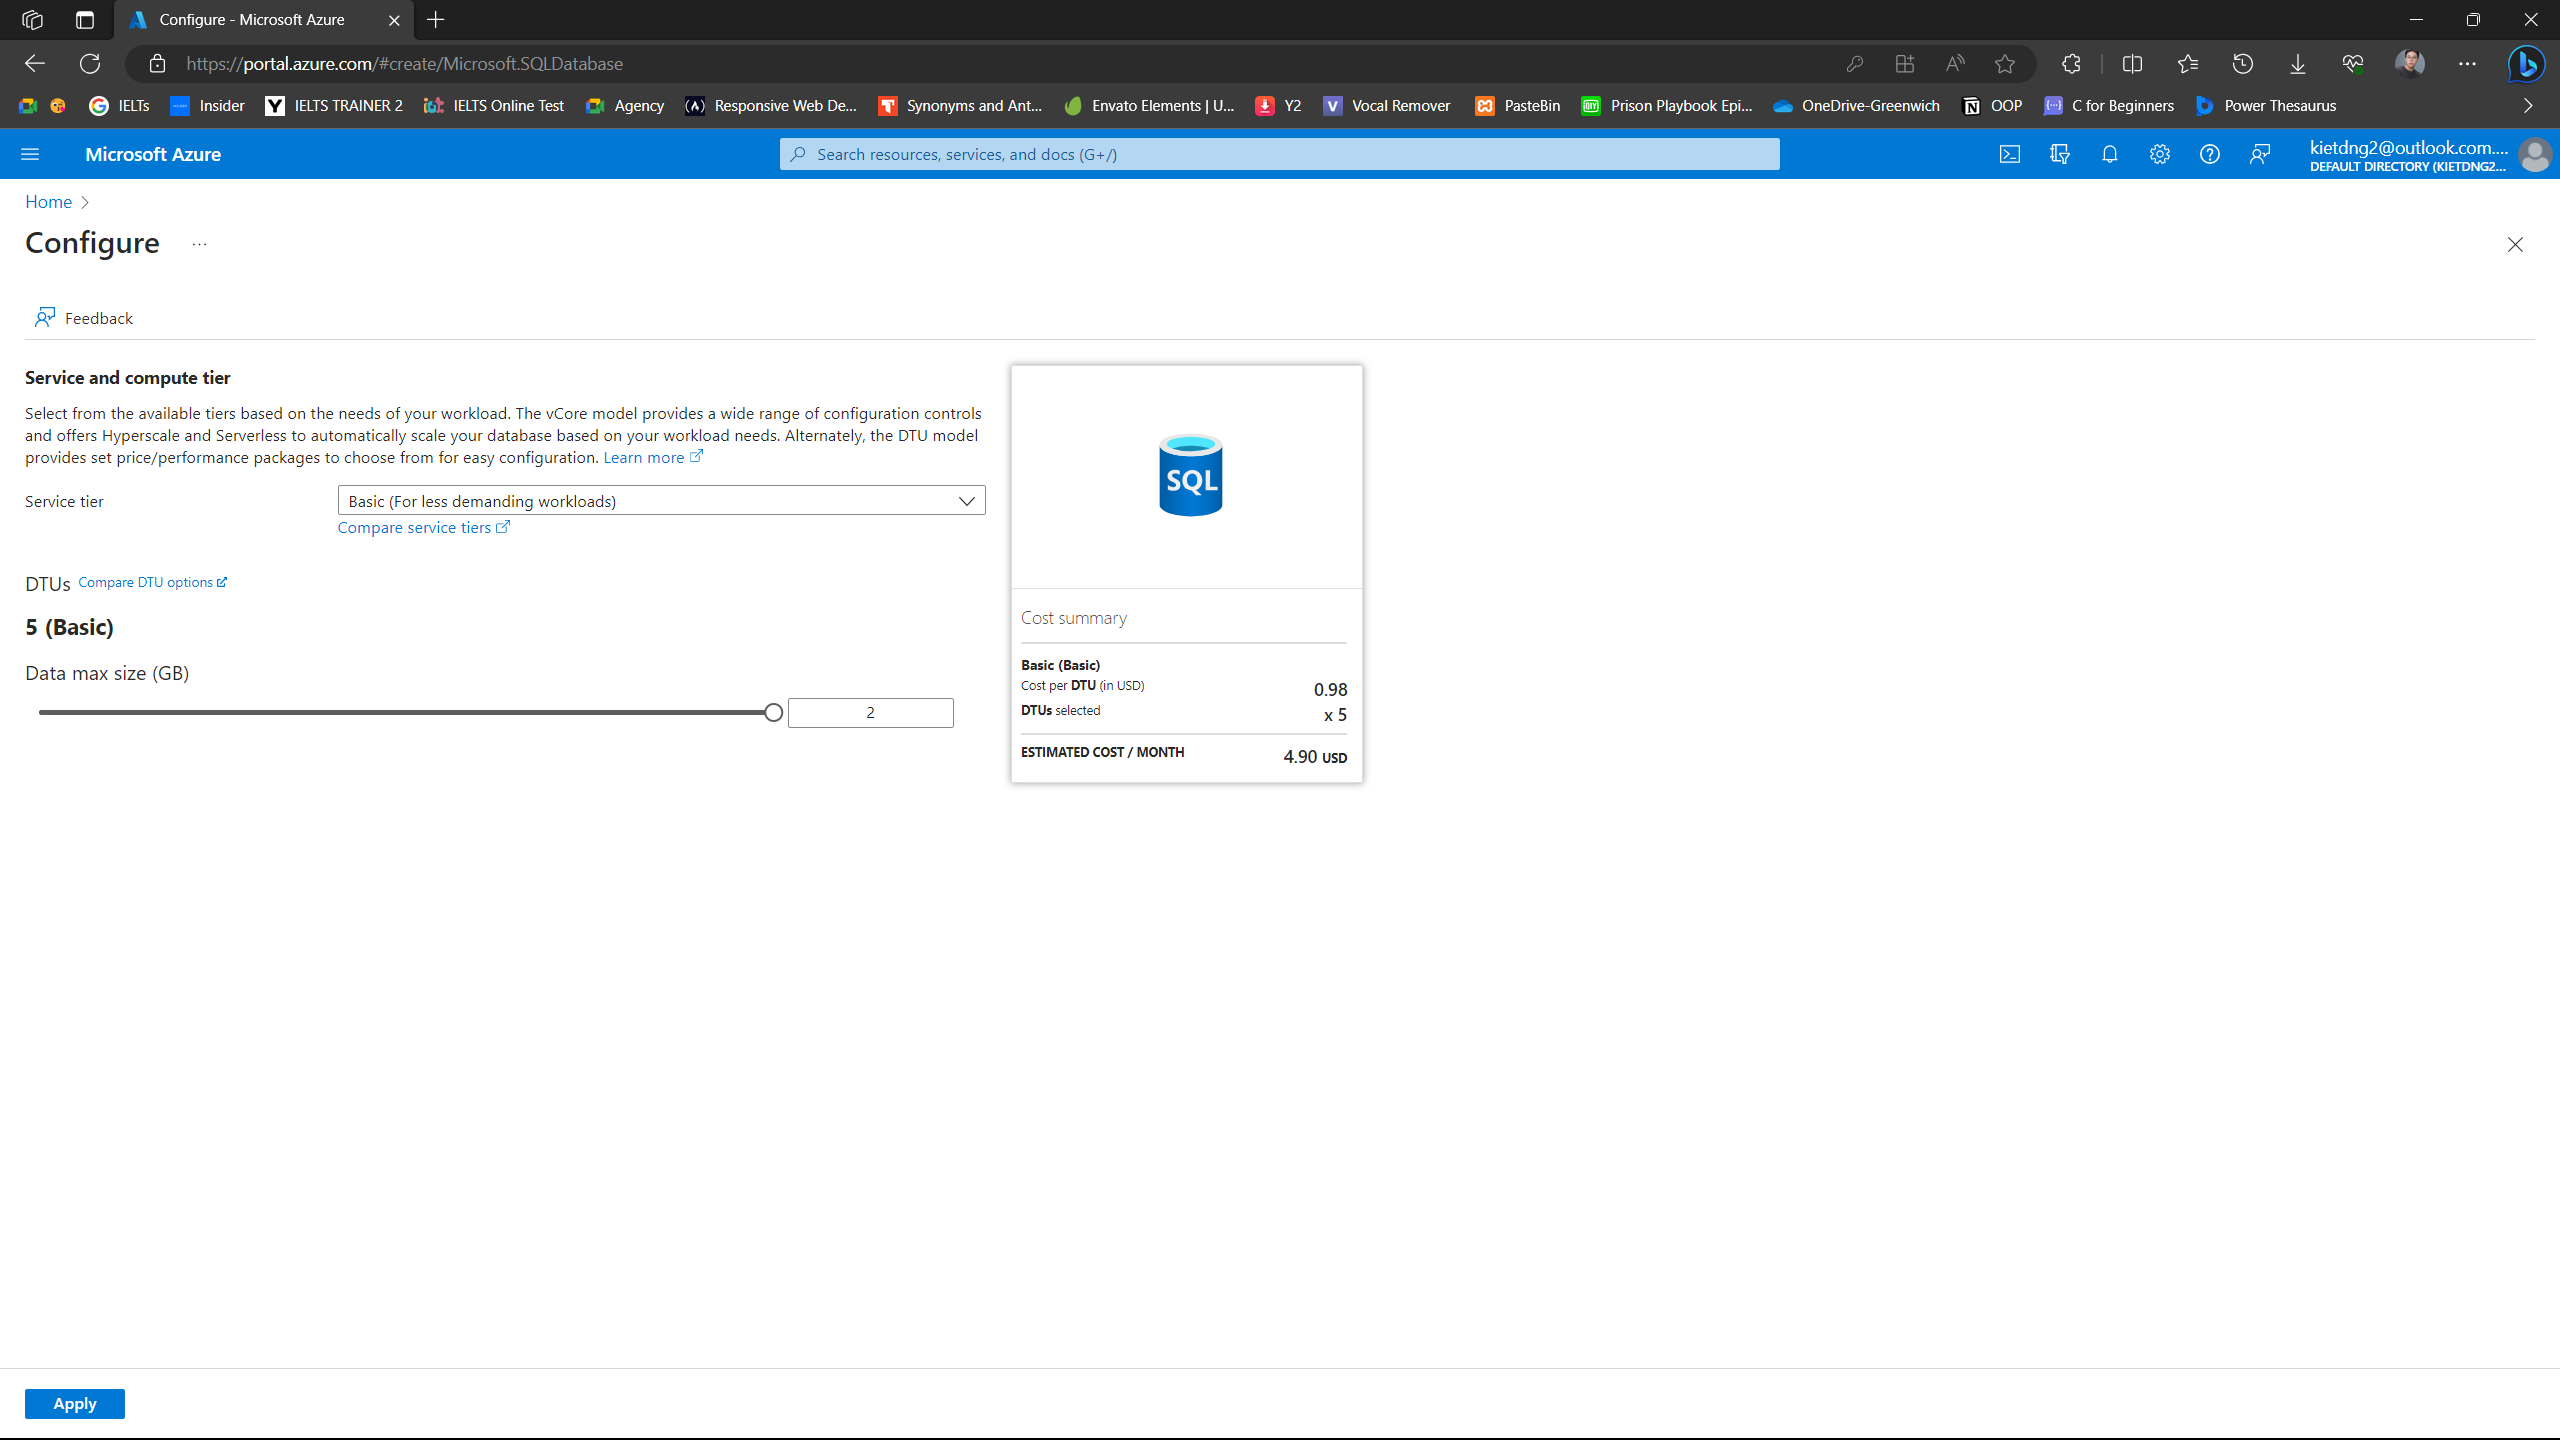 Configure - Microsoft Azure
https://portal.azure.com/#create/Microsoft.SQLDatabase
IELTs Insider IELTS TRAINER 2 IELTS Online Test Agency Responsive Web De... Synonyms and Ant... Envato Elements | U... Y2 Vocal Remover PasteBin Prison Playbook Epi... OneDrive-Greenwich OOP C for Beginners Power Thesaurus
Microsoft Azure
Search resources, services, and docs (G+/)
kietdng2@outlook.com....
DEFAULT DIRECTORY (KIETDNG2...
Home
Configure
Feedback
Service and compute tier
Select from the available tiers based on the needs of your workload. The vCore model provides a wide range of configuration controls
and offers Hyperscale and Serverless to automatically scale your database based on your workload needs. Alternately, the DTU model
provides set price/performance packages to choose from for easy configuration. Learn more
Service tier
Basic (For less demanding workloads)
Compare service tiers
DTUs Compare DTU options
5 (Basic)
Data max size (GB)
2
SQL
Cost summary
Basic (Basic)
Cost per DTU (in USD) 0.98
DTUs selected x 5
ESTIMATED COST / MONTH 4.90 USD
Apply